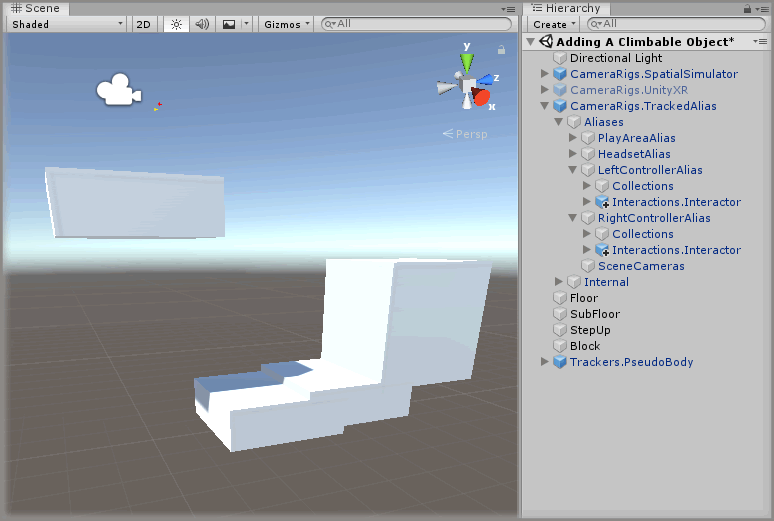 Scene
Shaded 2D Gizmos All
y
z
x
Persp
Hierarchy
Create All
Adding A Climbable Object*
Directional Light
CameraRigs.SpatialSimulator
CameraRigs.UnityXR
CameraRigs.TrackedAlias
Aliases
PlayAreaAlias
HeadsetAlias
LeftControllerAlias
Collections
Interactions.Interactor
RightControllerAlias
Collections
Interactions.Interactor
SceneCameras
Internal
Floor
SubFloor
StepUp
Block
Trackers.PseudoBody